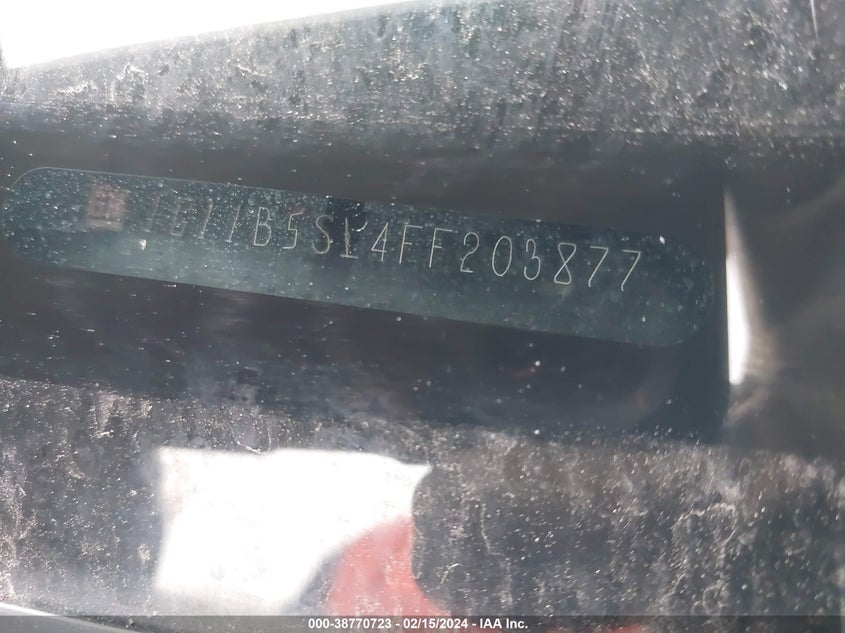 1G11B5SL4FF203877
000-38770723 - 02/15/2024 - IAA Inc.